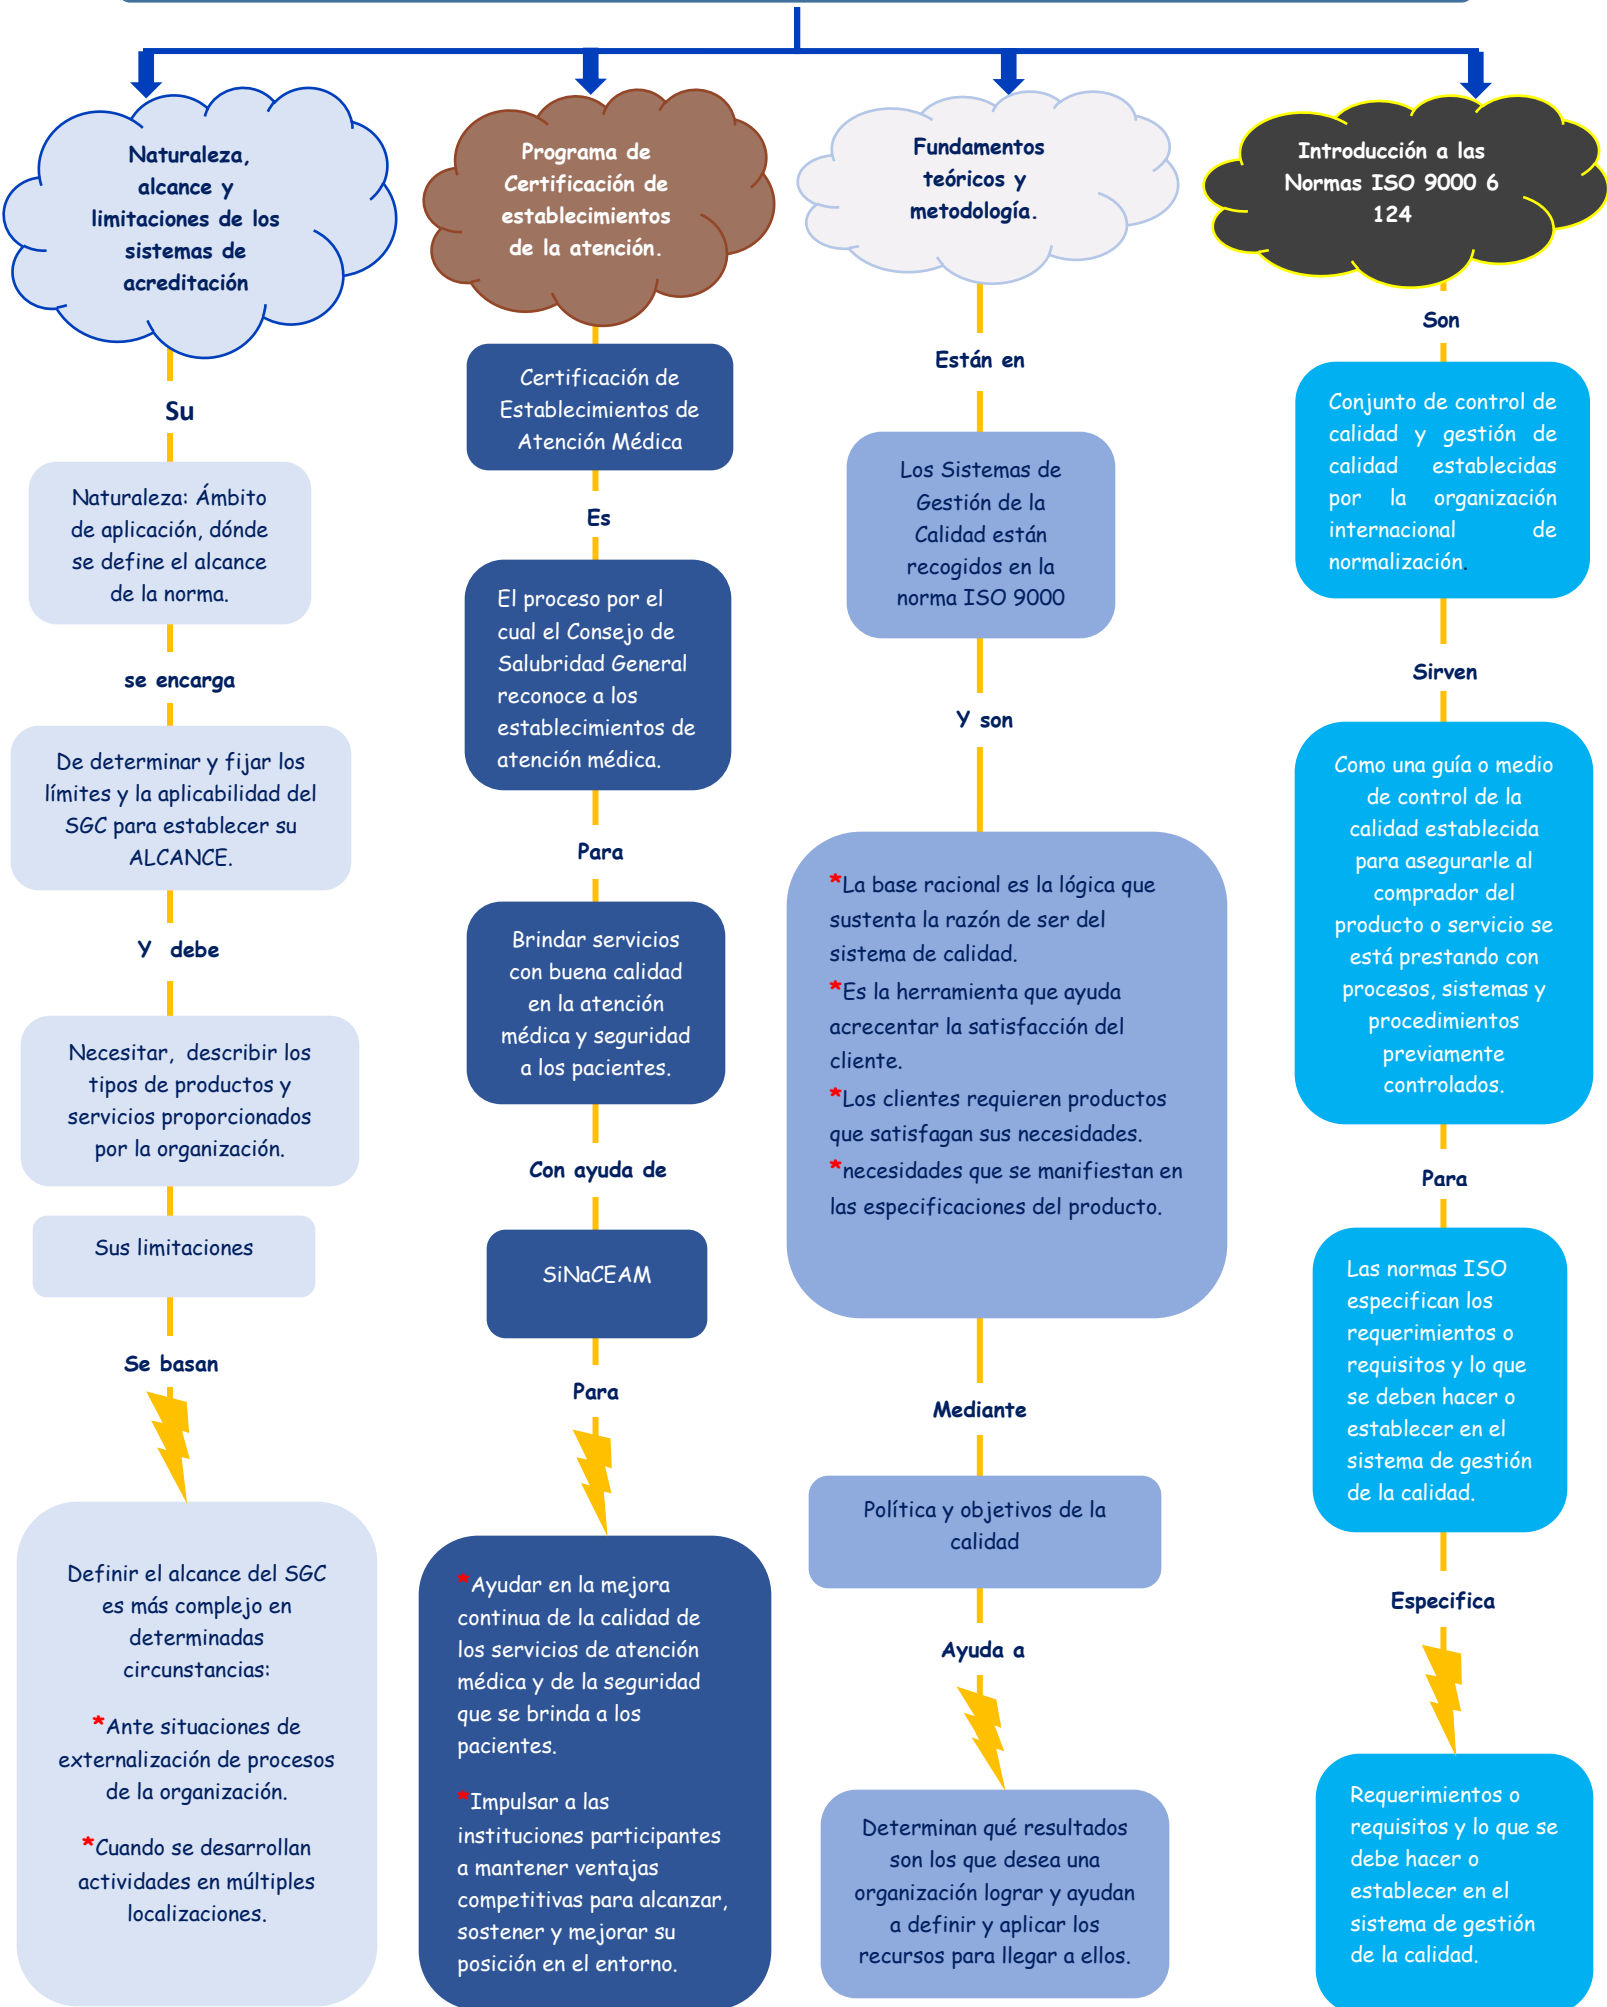 Naturaleza,
alcance y
limitaciones de los
sistemas de
acreditación
Su
Naturaleza: Ámbito
de aplicación, dónde
se define el alcance
de la norma.
se encarga
De determinar y fijar los
límites y la aplicabilidad del
SGC para establecer su
ALCANCE.
Y debe
Necesitar, describir los
tipos de productos y
servicios proporcionados
por la organización.
Sus limitaciones
Se basan
Definir el alcance del SGC
es más complejo en
determinadas
circunstancias:
*Ante situaciones de
externalización de procesos
de la organización.
*Cuando se desarrollan
actividades en múltiples
localizaciones.
Programa de
Certificación de
establecimientos
de la atención.
Certificación de
Establecimientos de
Atención Médica
Es
El proceso por el
cual el Consejo de
Salubridad General
reconoce a los
establecimientos de
atención médica.
Para
Brindar servicios
con buena calidad
en la atención
médica y seguridad
a los pacientes.
Con ayuda de
SiNaCEAM
Para
*Ayudar en la mejora
continua de la calidad de
los servicios de atención
médica y de la seguridad
que se brinda a los
pacientes.
*Impulsar a las
instituciones participantes
a mantener ventajas
competitivas para alcanzar,
sostener y mejorar su
posición en el entorno.
Fundamentos
teóricos y
metodología.
Están en
Los Sistemas de
Gestión de la
Calidad están
recogidos en la
norma ISO 9000
Y son
*La base racional es la lógica que
sustenta la razón de ser del
sistema de calidad.
*Es la herramienta que ayuda
acrecentar la satisfacción del
cliente.
*Los clientes requieren productos
que satisfagan sus necesidades.
*necesidades que se manifiestan en
las especificaciones del producto.
Mediante
Política y objetivos de la
calidad
Ayuda a
Determinan qué resultados
son los que desea una
organización lograr y ayudan
a definir y aplicar los
recursos para llegar a ellos.
Introducción a las
Normas ISO 9000 6
124
Son
Conjunto de control de
calidad y gestión de
calidad establecidas
por la organización
internacional de
normalización.
Sirven
Como una guía o medio
de control de la
calidad establecida
para asegurarle al
comprador del
producto o servicio se
está prestando con
procesos, sistemas y
procedimientos
previamente
controlados.
Para
Las normas ISO
especifican los
requerimientos o
requisitos y lo que
se deben hacer o
establecer en el
sistema de gestión
de la calidad.
Especifica
Requerimientos o
requisitos y lo que se
debe hacer o
establecer en el
sistema de gestión
de la calidad.